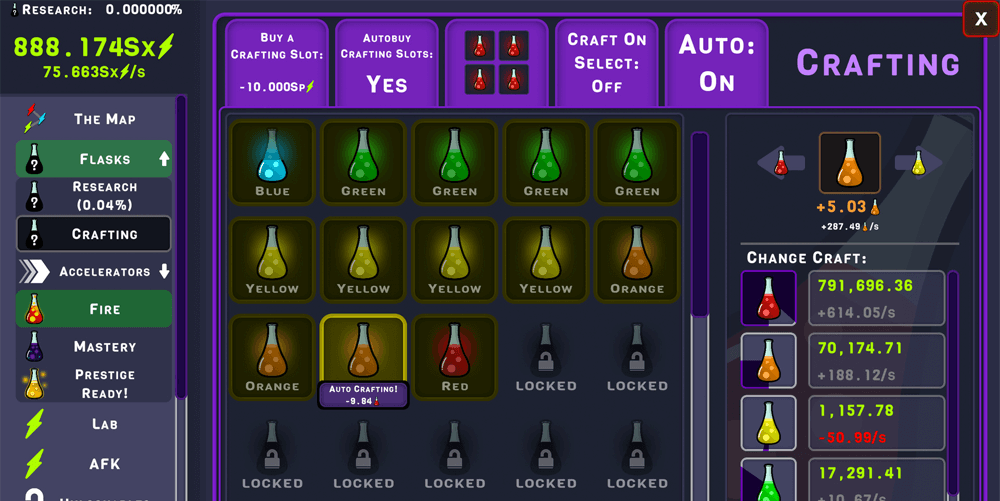 Research: 0.000000%
888.174Sx
75.663Sx/s
The Map
Flasks
Research
(0.04%)
Crafting
Accelerators
Fire
Mastery
Prestige
Ready!
Lab
AFK
Buy a
Crafting Slot:
-10.000Sp
Autobuy
Crafting Slots:
Yes
Craft On
Select:
Off
Auto:
On
Crafting
X
Blue
Green
Green
Green
Green
Yellow
Yellow
Yellow
Yellow
Orange
Orange
Auto Crafting!
-9.84
Red
Locked
Locked
Locked
Locked
Locked
Locked
Locked
+5.03
+287.49/s
Change Craft:
791,696.36
+614.05/s
70,174.71
+188.12/s
1,157.78
-50.99/s
17,291.41
+10.67/s